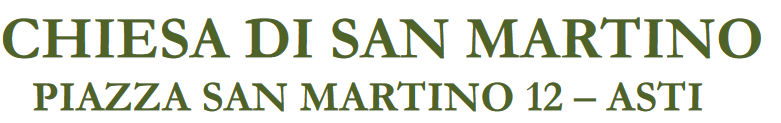 CHIESA DI SAN MARTINO
PIAZZA SAN MARTINO 12 – ASTI